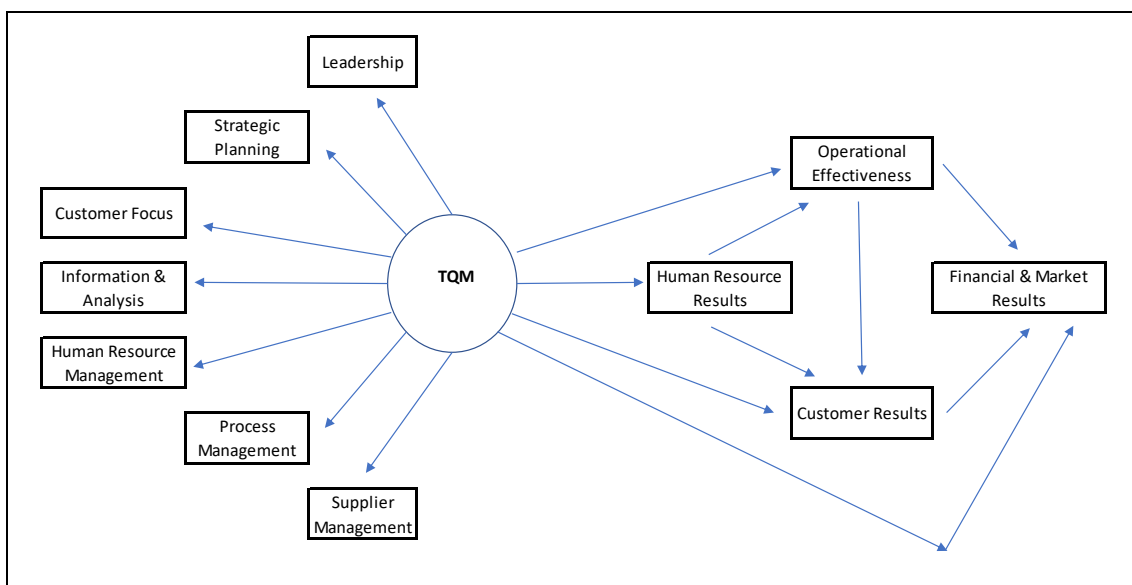 Leadership
Strategic
Planning
Customer Focus
Information &
Analysis
Human Resource
Management
Process
Management
Supplier
Management
TQM
Human Resource
Results
Operational
Effectiveness
Customer Results
Financial & Market
Results